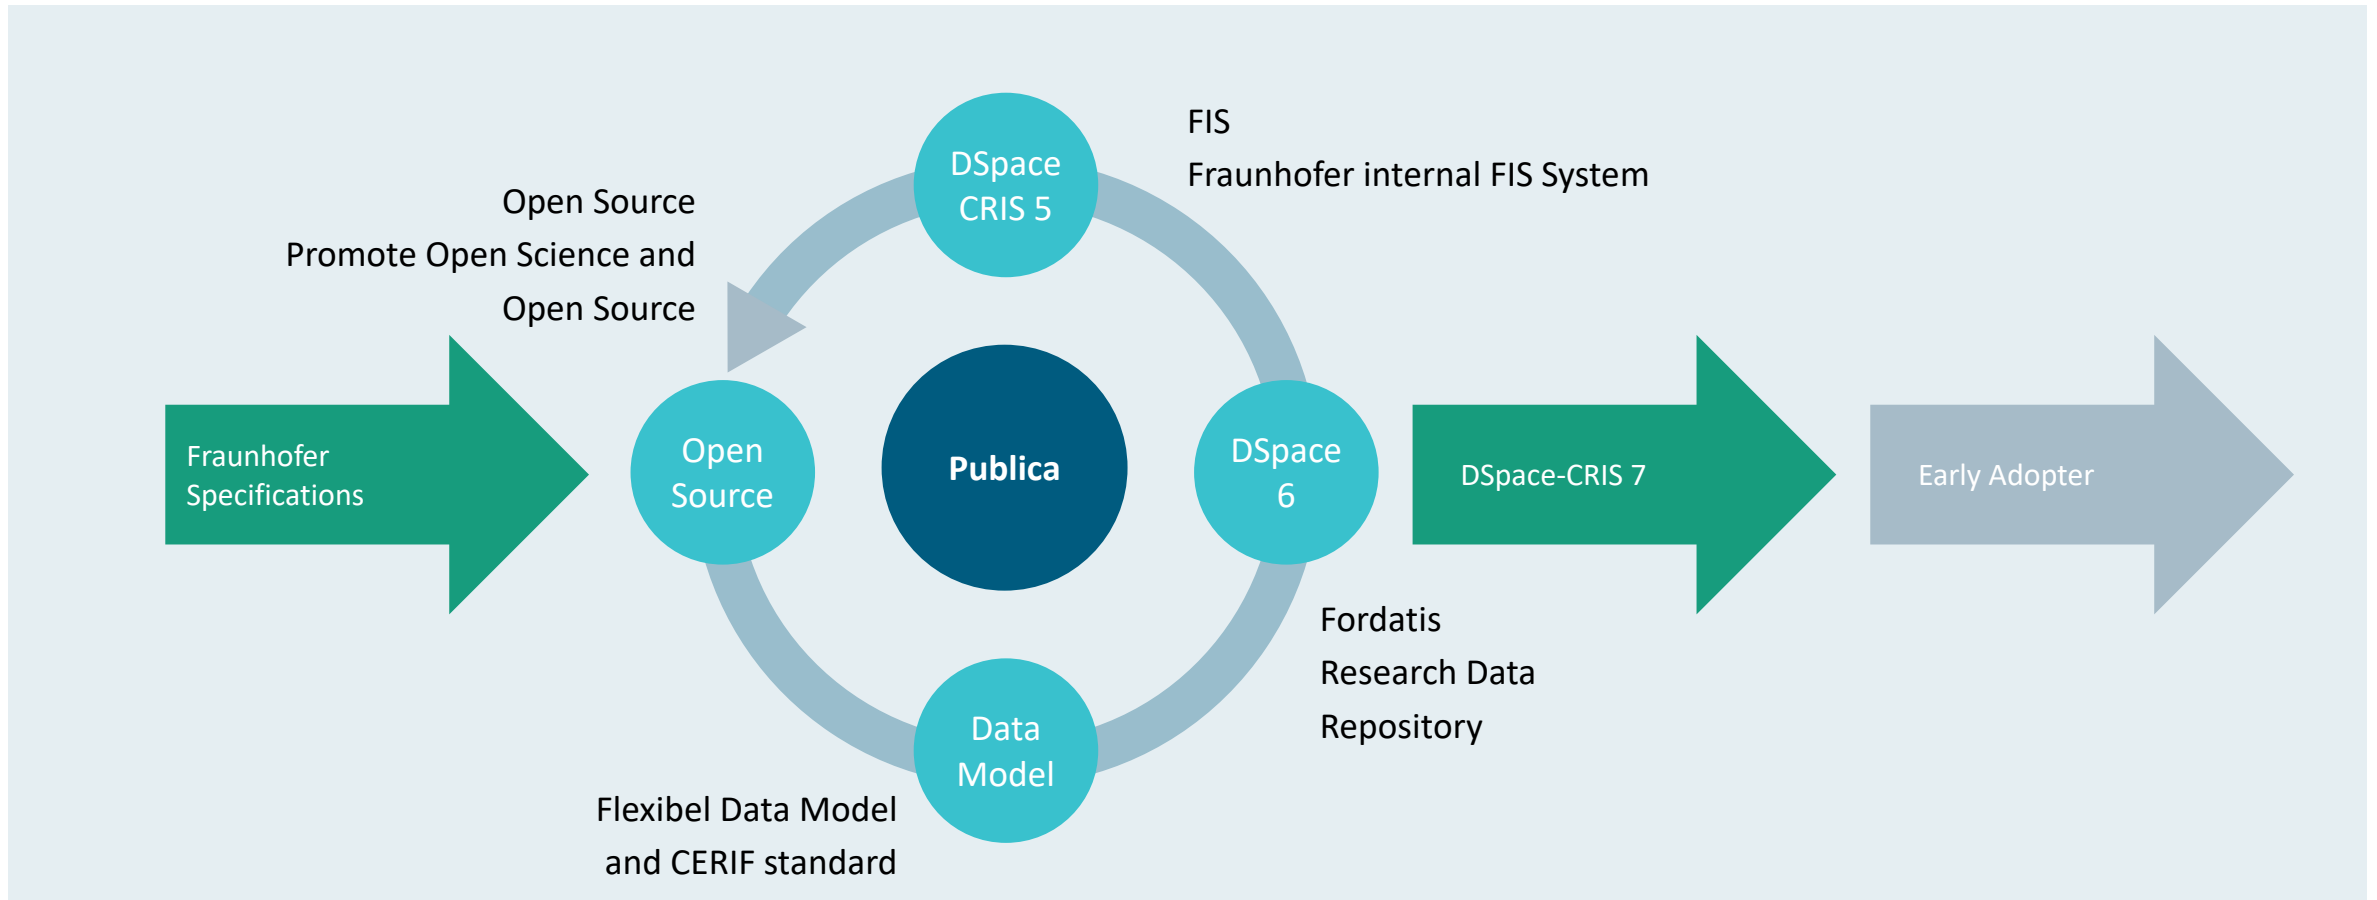 FIS
Fraunhofer internal FIS System
DSpace
CRIS 5
Open Source
Promote Open Science and
Open Source
Fraunhofer
Specifications
Open
Source
Publica
DSpace
6
DSpace-CRIS 7
Early Adopter
Fordatis
Research Data
Repository
Data
Model
Flexibel Data Model
and CERIF standard